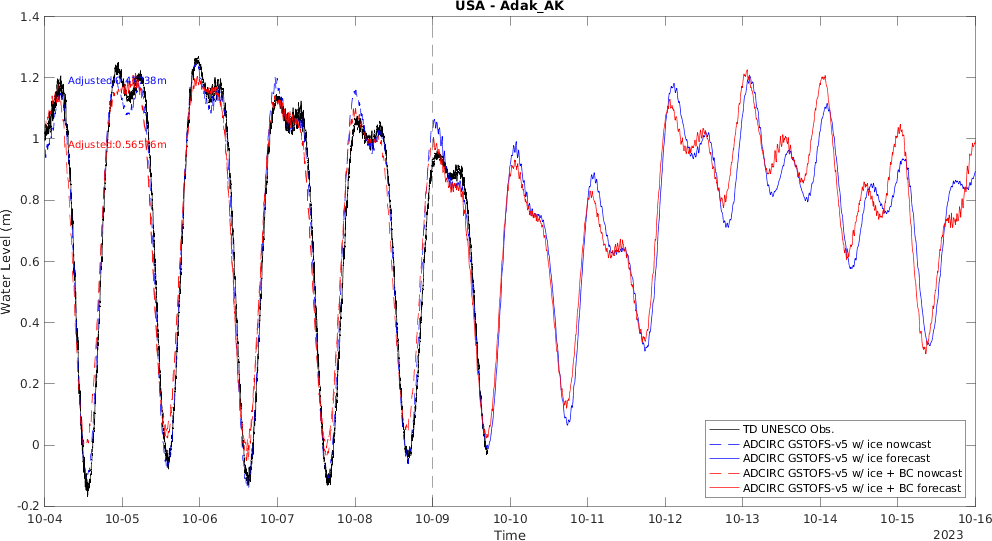 USA - Adak_AK
Water Level (m)
1.4
1.2
1
0.8
0.6
0.4
0.2
0
-0.2
Adjusted:
Adjusted:0.56576m
10-04 10-05 10-06 10-07 10-08 10-09 10-10 10-11 10-12 10-13 10-14 10-15 10-16
Time
2023
TD UNESCO Obs.
ADCIRC GSTOFS-v5 w/ ice nowcast
ADCIRC GSTOFS-v5 w/ ice forecast
ADCIRC GSTOFS-v5 w/ ice + BC nowcast
ADCIRC GSTOFS-v5 w/ ice + BC forecast